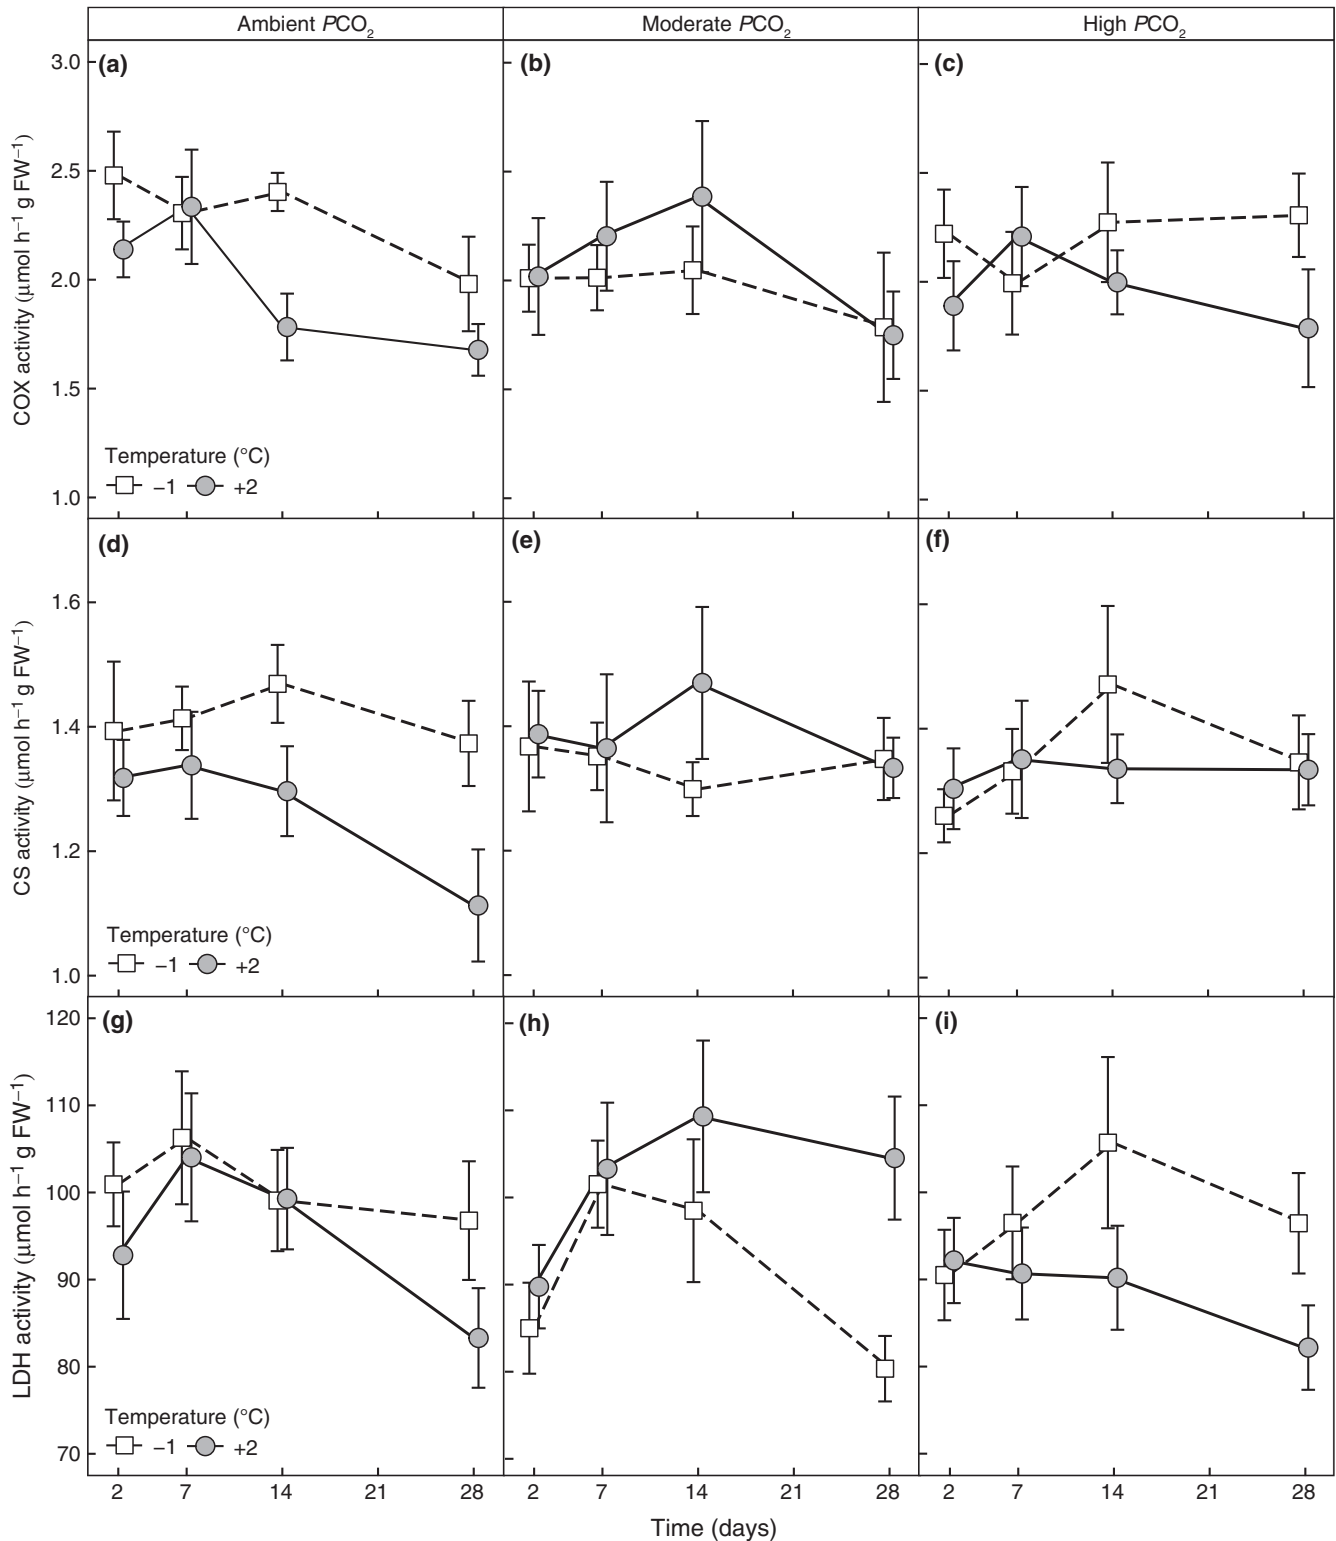 Ambient PCO₂ Moderate PCO₂ High PCO₂
(a) (b) (c)
3.0
2.5
2.0
1.5
1.0
COX activity (µmol h⁻¹ g FW⁻¹)
Temperature (°C)
−1 +2
(d) (e) (f)
1.6
1.4
1.2
1.0
CS activity (µmol h⁻¹ g FW⁻¹)
Temperature (°C)
−1 +2
(g) (h) (i)
120
110
100
90
80
70
LDH activity (µmol h⁻¹ g FW⁻¹)
Temperature (°C)
−1 +2
2 7 14 21 28 2 7 14 21 28 2 7 14 21 28
Time (days)